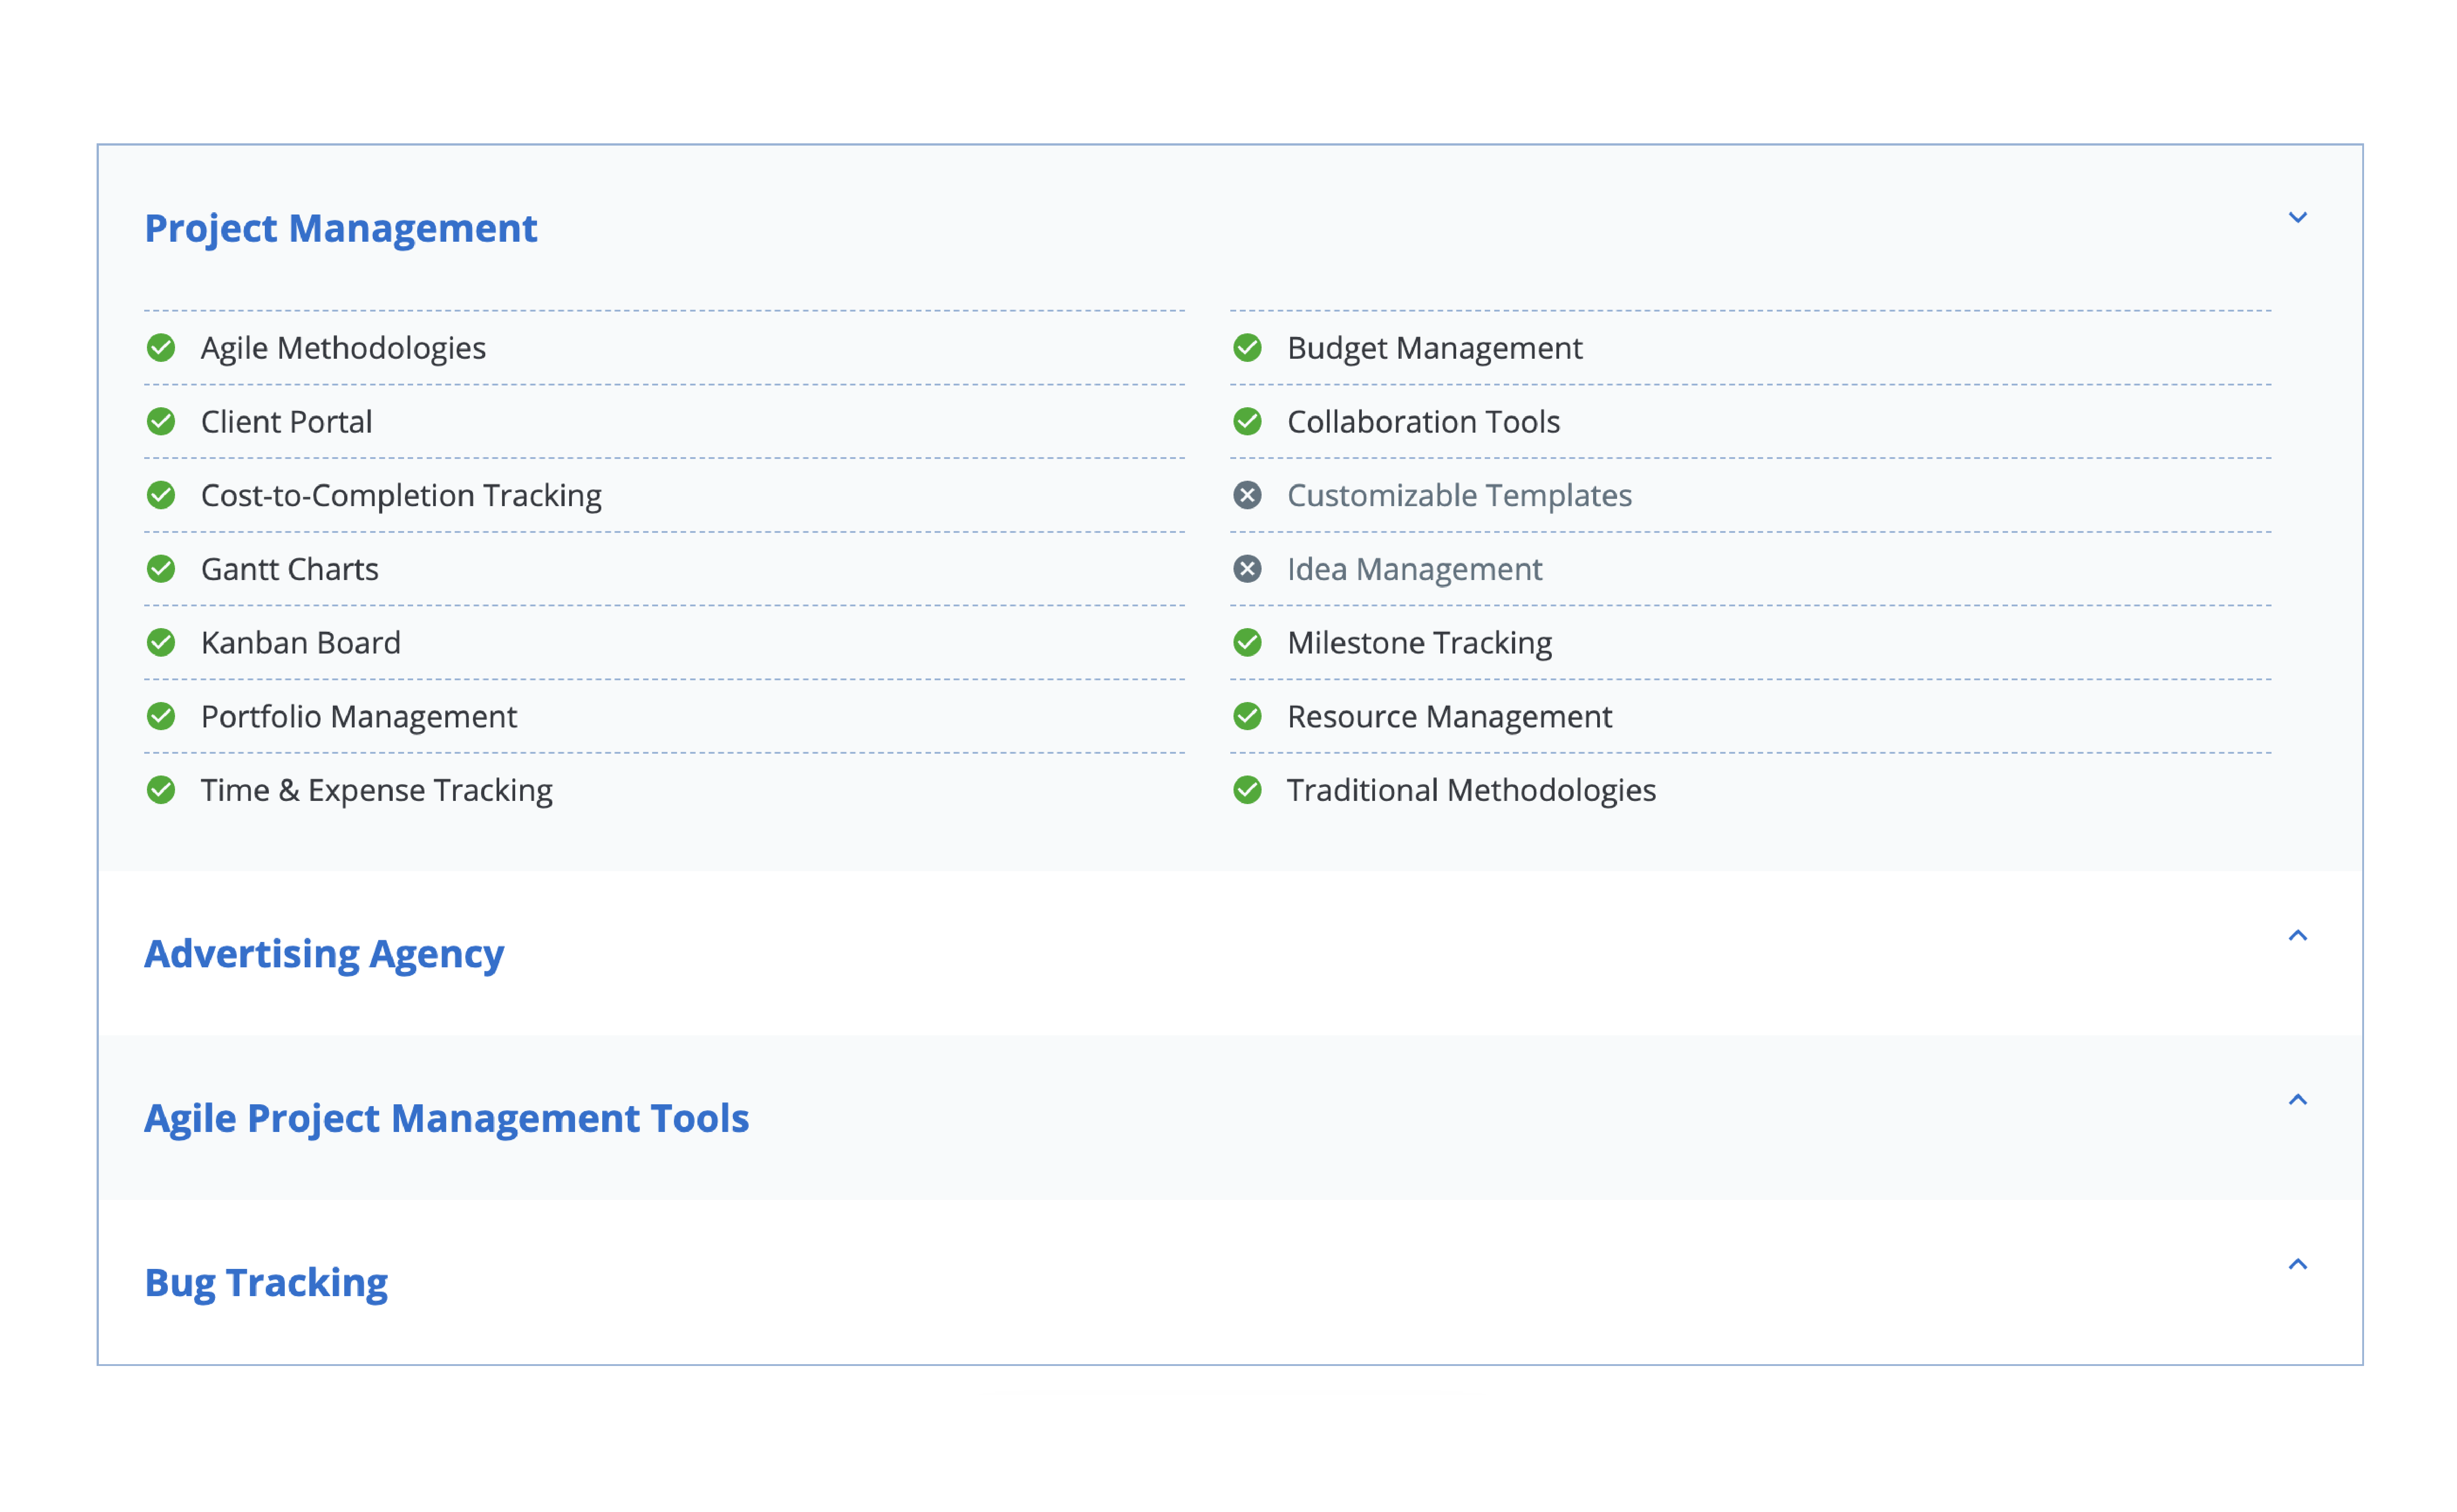 Project Management
Agile Methodologies
Budget Management
Client Portal
Collaboration Tools
Cost-to-Completion Tracking
Customizable Templates
Gantt Charts
Idea Management
Kanban Board
Milestone Tracking
Portfolio Management
Resource Management
Time & Expense Tracking
Traditional Methodologies
Advertising Agency
Agile Project Management Tools
Bug Tracking